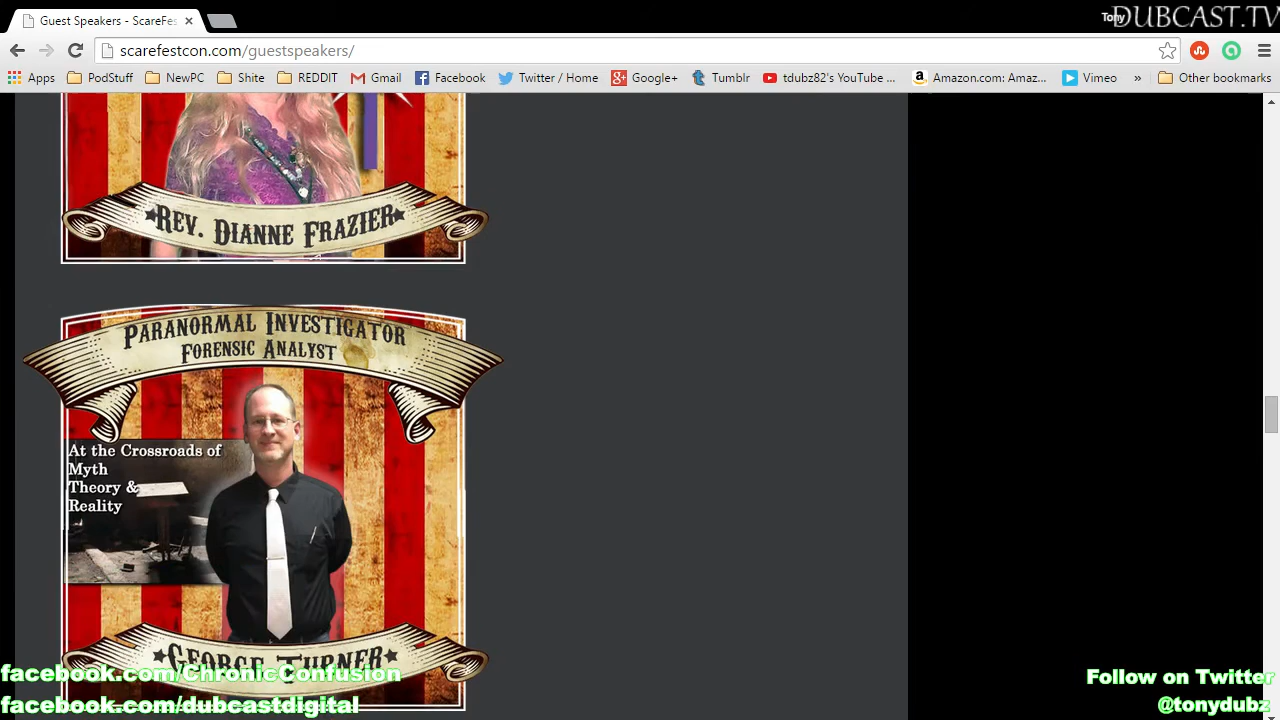 Guest Speakers - ScareFes
Tony
DUBCAST.TV
scarefestcon.com/guestspeakers/
Apps PodStuff NewPC Shite REDDIT Gmail Facebook Twitter / Home Google+ Tumblr tdubz82's YouTube ... Amazon.com: Amaz... Vimeo » Other bookmarks
REV. DIANNE FRAZIER
PARANORMAL INVESTIGATOR
FORENSIC ANALYST
At the Crossroads of
Myth
Theory &
Reality
GEORGE TURNER
facebook.com/ChronicConfusion
facebook.com/dubcastdigital
Follow on Twitter
@tonydubz